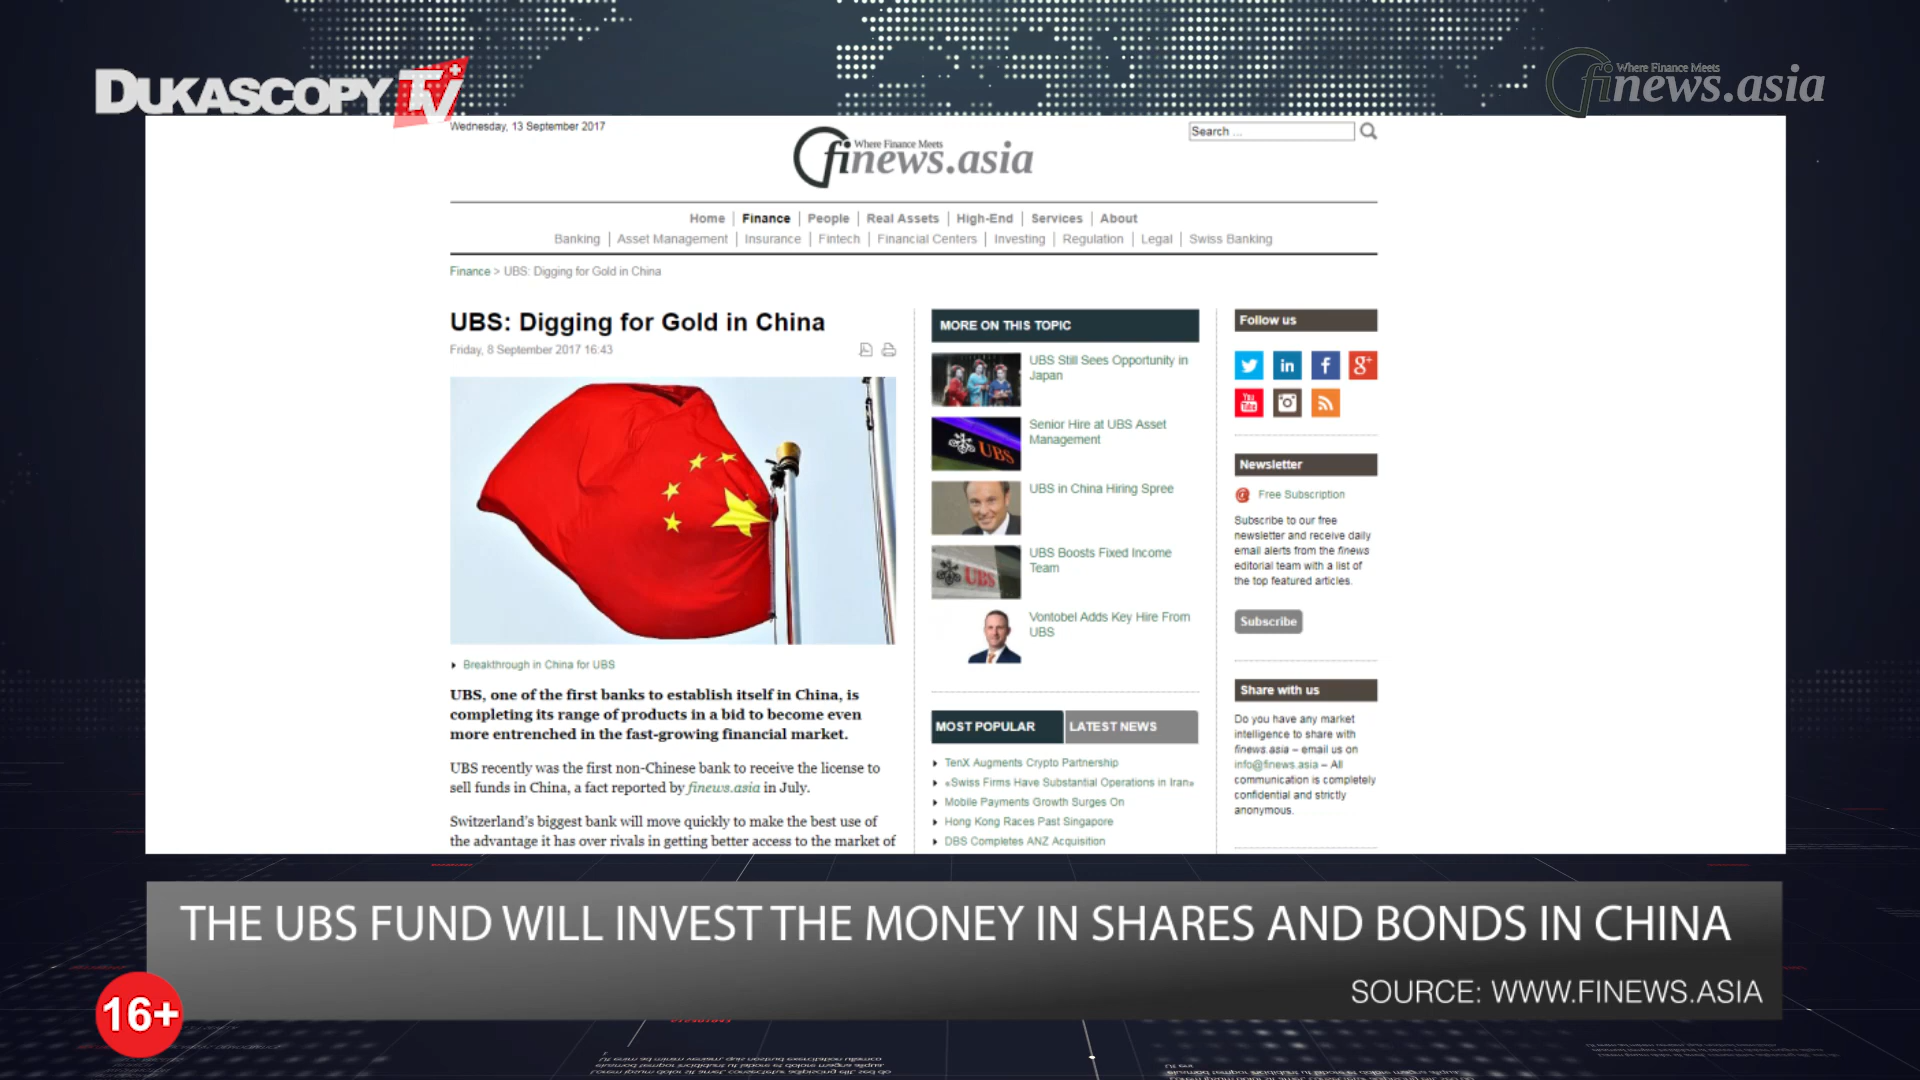 DUKASCOPY TV
Where Finance Meets
finews.asia
Wednesday, 13 September 2017
Where Finance Meets
finews.asia
Search ...
Home | Finance | People | Real Assets | High-End | Services | About
Banking | Asset Management | Insurance | Fintech | Financial Centers | Investing | Regulation | Legal | Swiss Banking
Finance > UBS: Digging for Gold in China
UBS: Digging for Gold in China
Friday, 8 September 2017 16:43
Breakthrough in China for UBS
UBS, one of the first banks to establish itself in China, is
completing its range of products in a bid to become even
more entrenched in the fast-growing financial market.
UBS recently was the first non-Chinese bank to receive the license to
sell funds in China, a fact reported by finews.asia in July.
Switzerland's biggest bank will move quickly to make the best use of
the advantage it has over rivals in getting better access to the market of
MORE ON THIS TOPIC
UBS Still Sees Opportunity in
Japan
UBS
Senior Hire at UBS Asset
Management
UBS in China Hiring Spree
UBS
UBS Boosts Fixed Income
Team
Vontobel Adds Key Hire From
UBS
MOST POPULAR
LATEST NEWS
TenX Augments Crypto Partnership
«Swiss Firms Have Substantial Operations in Iran»
Mobile Payments Growth Surges On
Hong Kong Races Past Singapore
DBS Completes ANZ Acquisition
Follow us
in f g+
You Tube
Newsletter
@ Free Subscription
Subscribe to our free
newsletter and receive daily
email alerts from the finews
editorial team with a list of
the top featured articles.
Subscribe
Share with us
Do you have any market
intelligence to share with
finews.asia – email us on
info@finews.asia – All
communication is completely
confidential and strictly
anonymous.
THE UBS FUND WILL INVEST THE MONEY IN SHARES AND BONDS IN CHINA
SOURCE: WWW.FINEWS.ASIA
16+